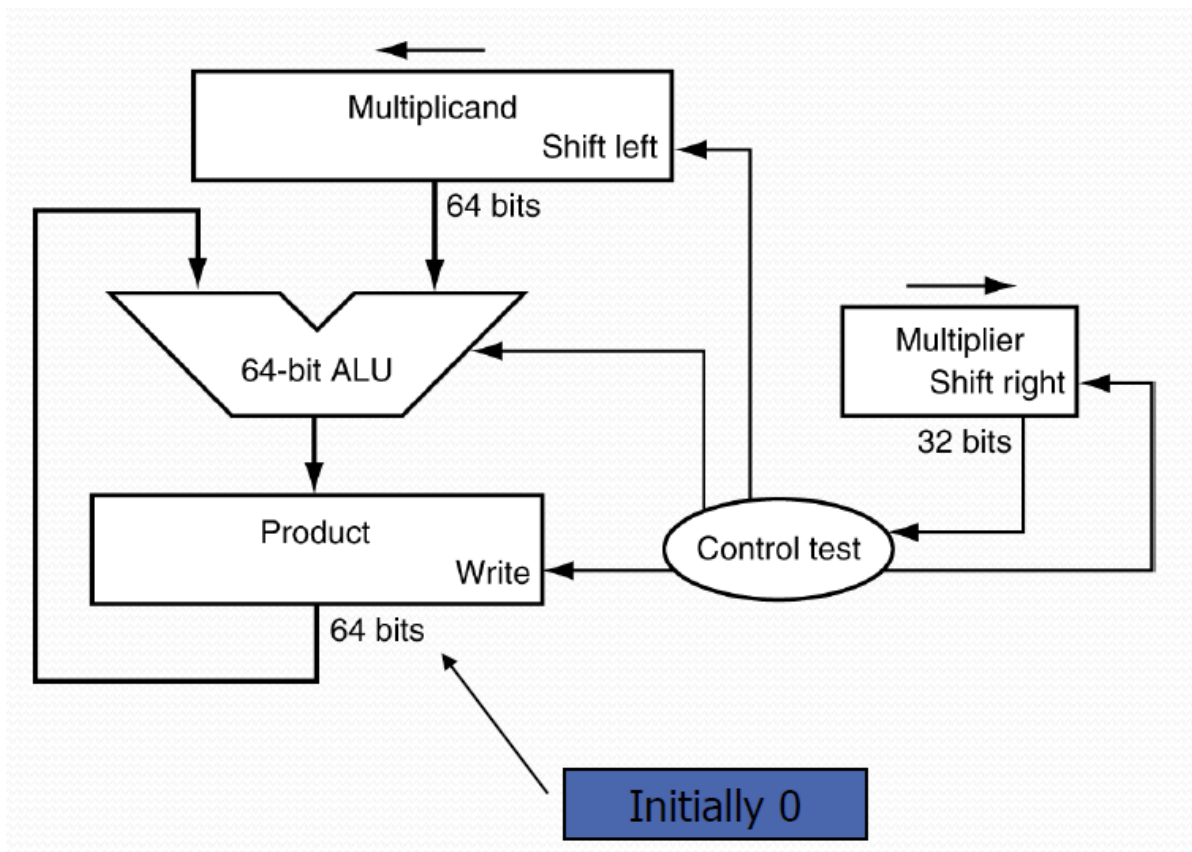 Multiplicand
Shift left
64 bits
64-bit ALU
Multiplier
Shift right
32 bits
Product
Write
Control test
64 bits
Initially 0